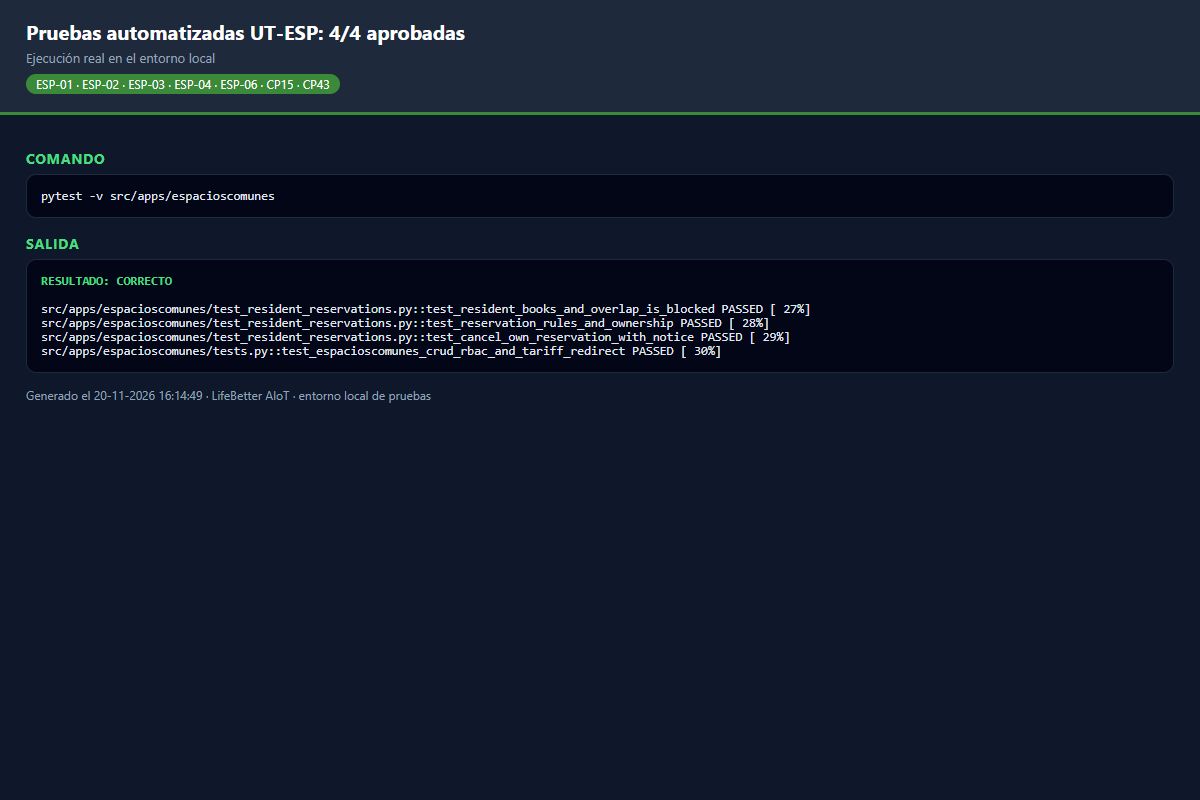 Pruebas automatizadas UT-ESP: 4/4 aprobadas
Ejecución real en el entorno local
ESP-01 · ESP-02 · ESP-03 · ESP-04 · ESP-06 · CP15 · CP43
COMANDO
pytest -v src/apps/espacioscomunes
SALIDA
RESULTADO: CORRECTO
src/apps/espacioscomunes/test_resident_reservations.py::test_resident_books_and_overlap_is_blocked PASSED [ 27%]
src/apps/espacioscomunes/test_resident_reservations.py::test_reservation_rules_and_ownership PASSED [ 28%]
src/apps/espacioscomunes/test_resident_reservations.py::test_cancel_own_reservation_with_notice PASSED [ 29%]
src/apps/espacioscomunes/tests.py::test_espacioscomunes_crud_rbac_and_tariff_redirect PASSED [ 30%]
Generado el 20-11-2026 16:14:49 · LifeBetter AIoT · entorno local de pruebas